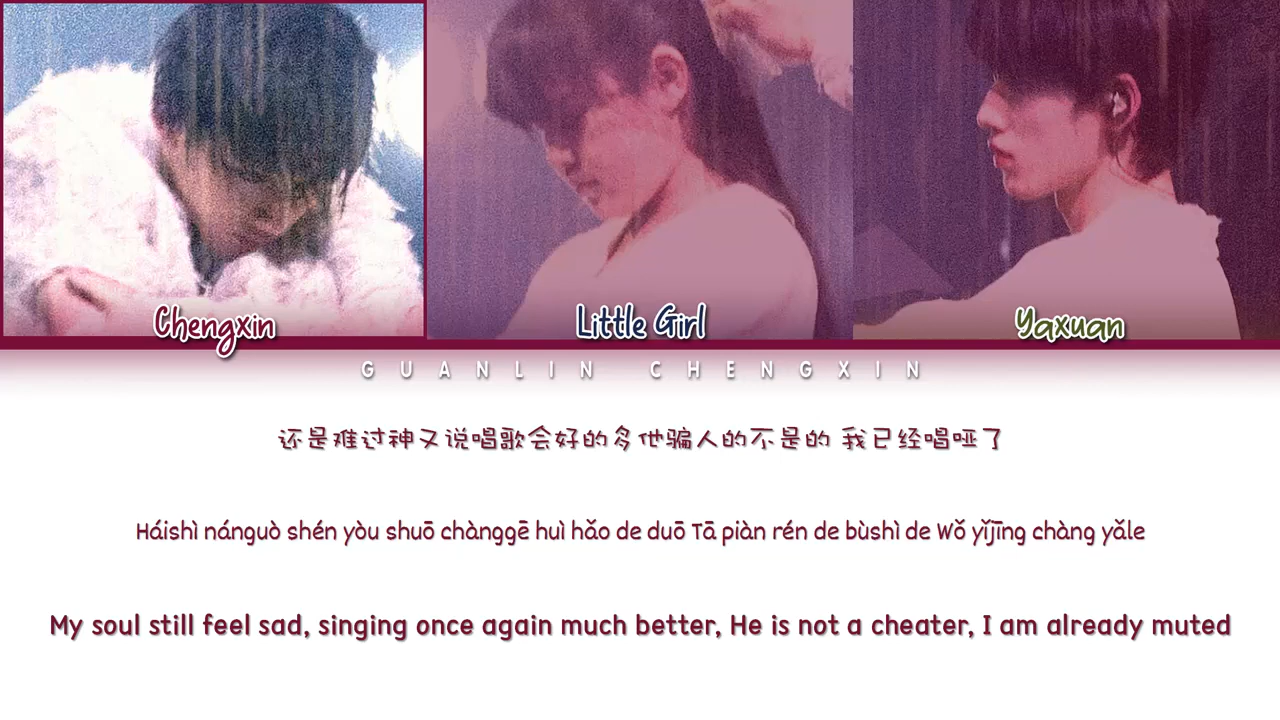 Chengxin
Little Girl
Yaxuan
GUANLIN CHENGXIN
还是难过神又说唱歌会好的多他骗人的不是的 我已经唱哑了
Háishì nánguò shén yòu shuō chànggē huì hǎo de duō Tā piàn rén de bùshì de Wǒ yǐjīng chàng yǎle
My soul still feel sad, singing once again much better, He is not a cheater, I am already muted